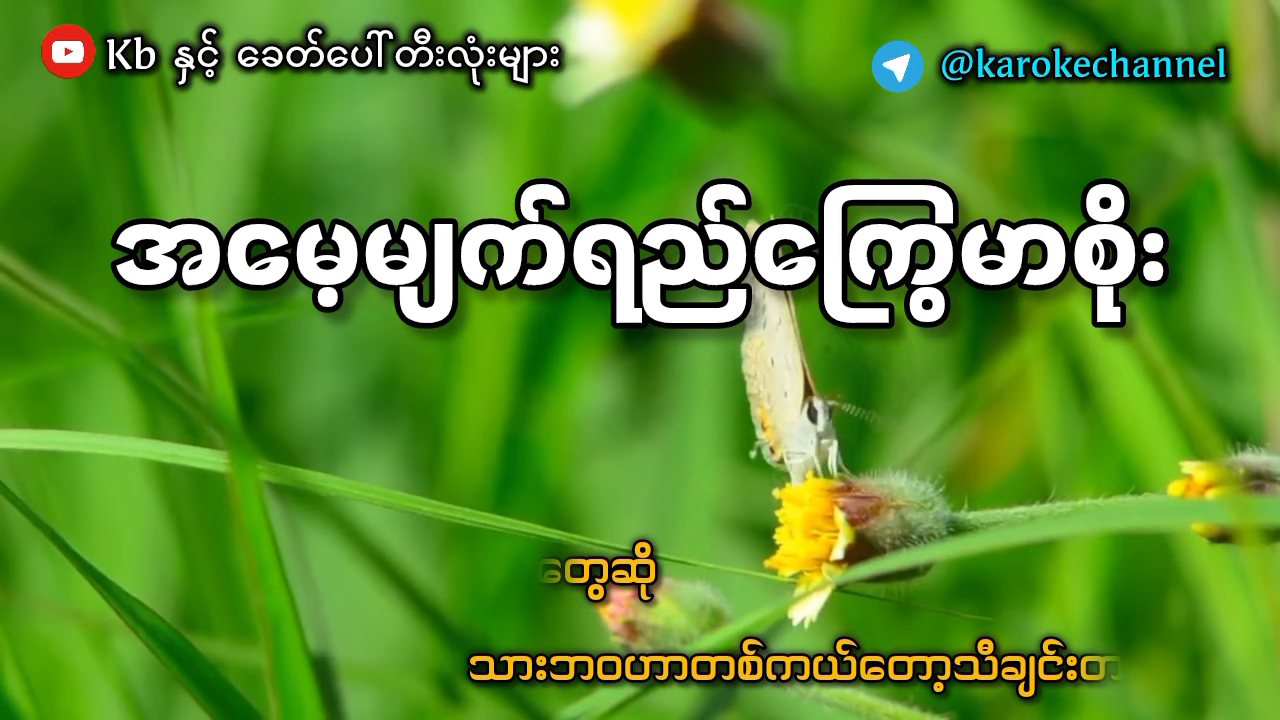 Kb နှင့် ခေတ်ပေါ်တီးလုံးများ
@karokechannel
အမေ့မျက်ရည်ကြွေမာစိုး
တွေဆို
သားဘဝဟာတစ်ကယ်တော့သီချင်း